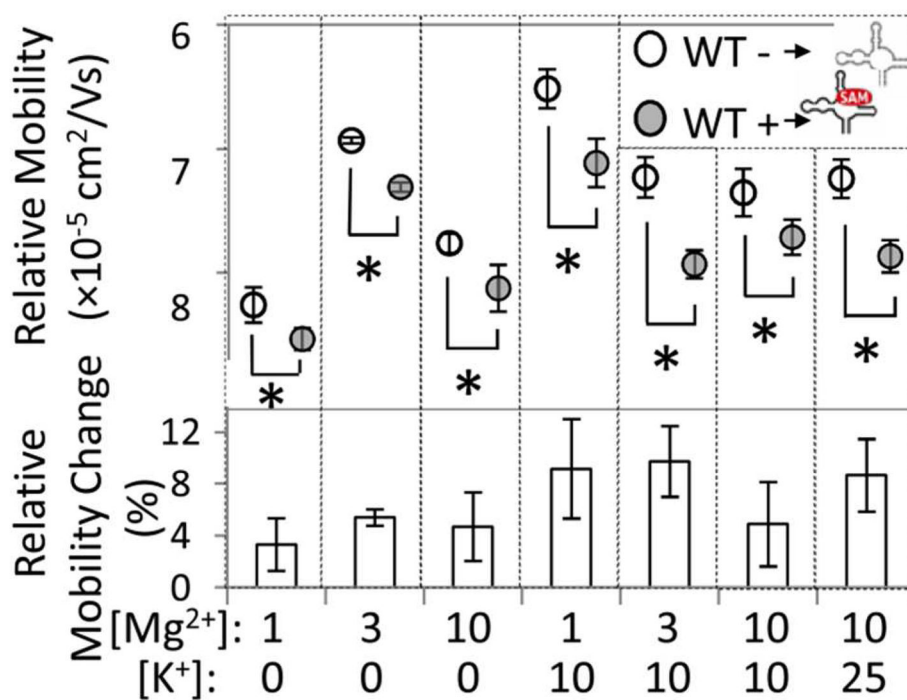 6
7
8
Relative Mobility
(×10⁻⁵ cm²/Vs)
WT -
WT +
SAM
*
*
*
*
*
*
*
Relative
Mobility Change
(%)
12
8
4
0
[Mg²⁺]: 1 3 10 1 3 10 10
[K⁺]: 0 0 0 10 10 10 25